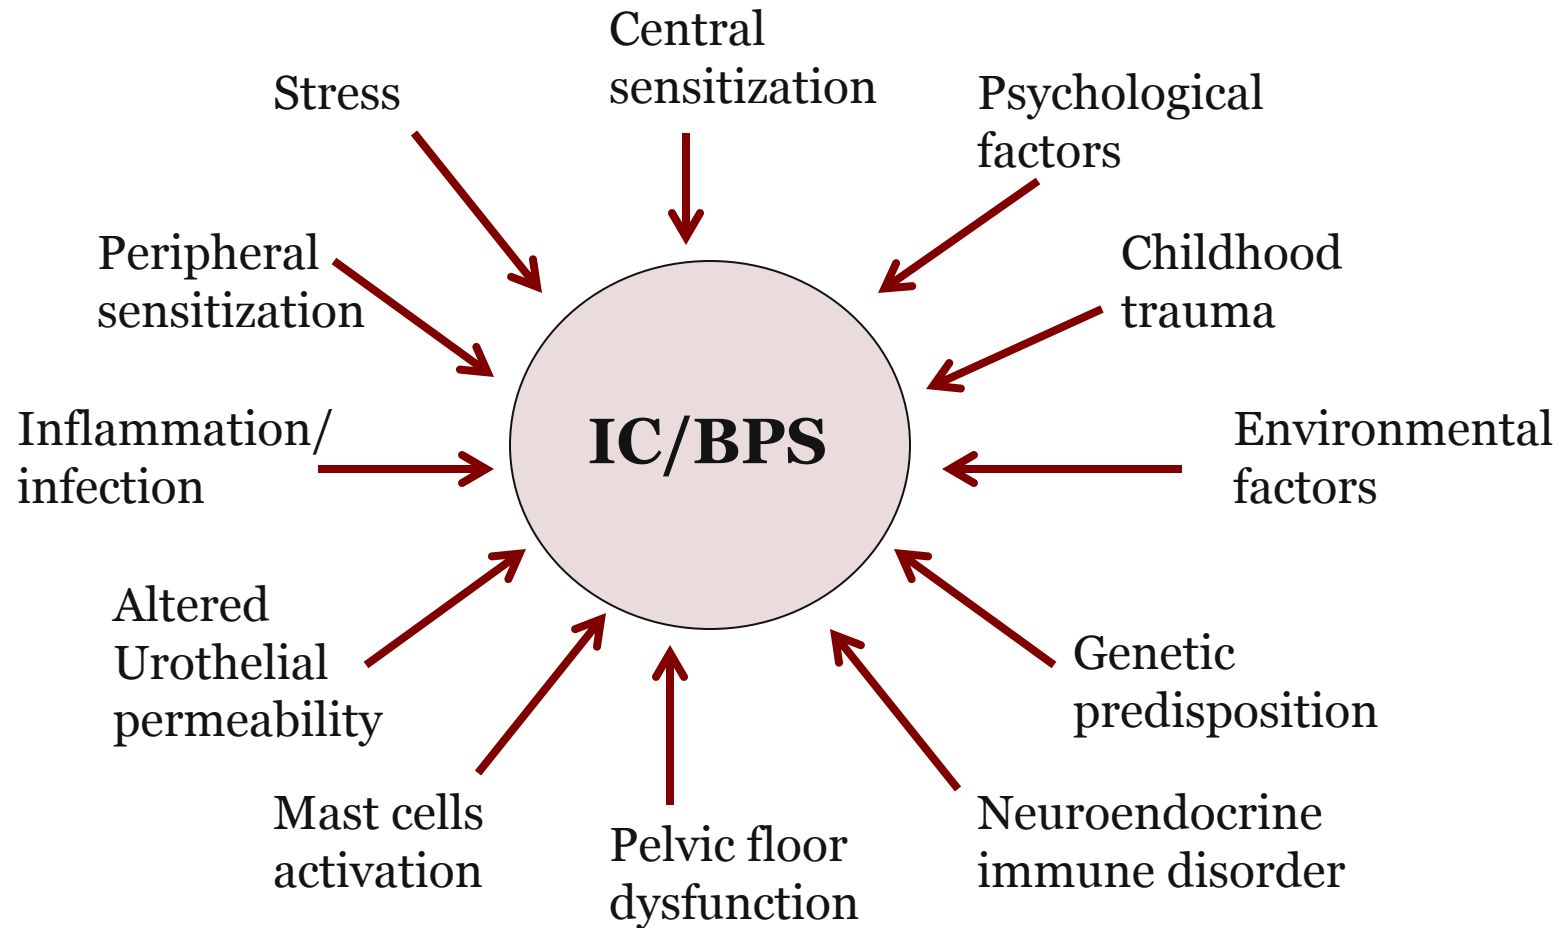 Central
sensitization
Stress
Psychological
factors
Peripheral
sensitization
Childhood
trauma
Inflammation/
infection
IC/BPS
Environmental
factors
Altered
Urothelial
permeability
Genetic
predisposition
Mast cells
activation
Pelvic floor
dysfunction
Neuroendocrine
immune disorder